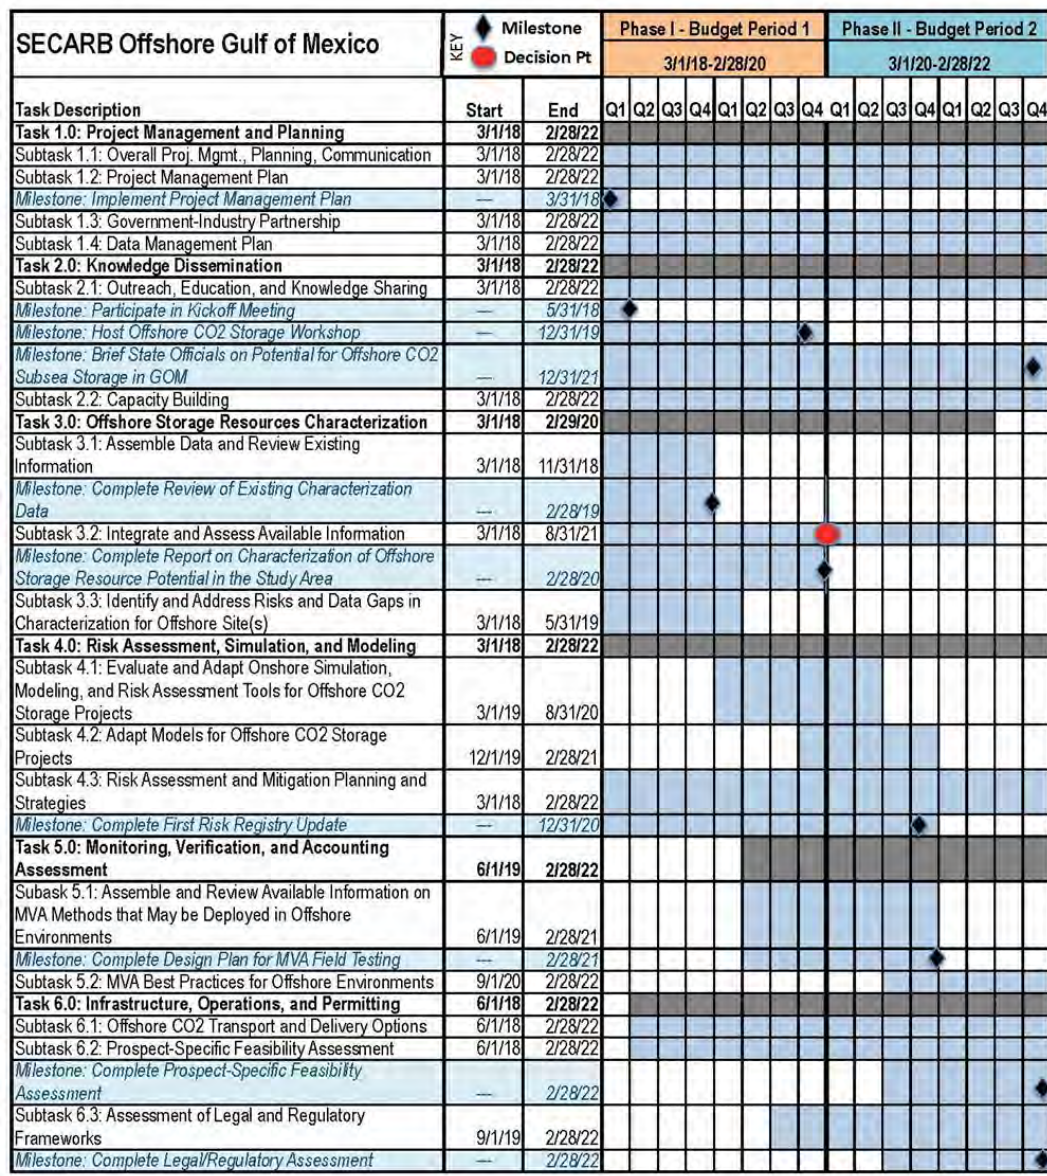 SECARB Offshore Gulf of Mexico
KEY
Milestone
Decision Pt
Phase I - Budget Period 1
Phase II - Budget Period 2
3/1/18-2/28/20
3/1/20-2/28/22
Task Description Start End Q1 Q2 Q3 Q4 Q1 Q2 Q3 Q4 Q1 Q2 Q3 Q4 Q1 Q2 Q3 Q4
Task 1.0: Project Management and Planning 3/1/18 2/28/22
Subtask 1.1: Overall Proj. Mgmt., Planning, Communication 3/1/18 2/28/22
Subtask 1.2: Project Management Plan 3/1/18 2/28/22
Milestone: Implement Project Management Plan --- 3/31/18
Subtask 1.3: Government-Industry Partnership 3/1/18 2/28/22
Subtask 1.4: Data Management Plan 3/1/18 2/28/22
Task 2.0: Knowledge Dissemination 3/1/18 2/28/22
Subtask 2.1: Outreach, Education, and Knowledge Sharing 3/1/18 2/28/22
Milestone: Participate in Kickoff Meeting --- 5/31/18
Milestone: Host Offshore CO2 Storage Workshop --- 12/31/19
Milestone: Brief State Officials on Potential for Offshore CO2
Subsea Storage in GOM --- 12/31/21
Subtask 2.2: Capacity Building 3/1/18 2/28/22
Task 3.0: Offshore Storage Resources Characterization 3/1/18 2/29/20
Subtask 3.1: Assemble Data and Review Existing
Information 3/1/18 11/31/18
Milestone: Complete Review of Existing Characterization
Data --- 2/28/19
Subtask 3.2: Integrate and Assess Available Information 3/1/18 8/31/21
Milestone: Complete Report on Characterization of Offshore
Storage Resource Potential in the Study Area --- 2/28/20
Subtask 3.3: Identify and Address Risks and Data Gaps in
Characterization for Offshore Site(s) 3/1/18 5/31/19
Task 4.0: Risk Assessment, Simulation, and Modeling 3/1/18 2/28/22
Subtask 4.1: Evaluate and Adapt Onshore Simulation,
Modeling, and Risk Assessment Tools for Offshore CO2
Storage Projects 3/1/19 8/31/20
Subtask 4.2: Adapt Models for Offshore CO2 Storage
Projects 12/1/19 2/28/21
Subtask 4.3: Risk Assessment and Mitigation Planning and
Strategies 3/1/18 2/28/22
Milestone: Complete First Risk Registry Update --- 12/31/20
Task 5.0: Monitoring, Verification, and Accounting
Assessment 6/1/19 2/28/22
Subask 5.1: Assemble and Review Available Information on
MVA Methods that May be Deployed in Offshore
Environments 6/1/19 2/28/21
Milestone: Complete Design Plan for MVA Field Testing --- 2/28/21
Subtask 5.2: MVA Best Practices for Offshore Environments 9/1/20 2/28/22
Task 6.0: Infrastructure, Operations, and Permitting 6/1/18 2/28/22
Subtask 6.1: Offshore CO2 Transport and Delivery Options 6/1/18 2/28/22
Subtask 6.2: Prospect-Specific Feasibility Assessment 6/1/18 2/28/22
Milestone: Complete Prospect-Specific Feasibility
Assessment --- 2/28/22
Subtask 6.3: Assessment of Legal and Regulatory
Frameworks 9/1/19 2/28/22
Milestone: Complete Legal/Regulatory Assessment --- 2/28/22